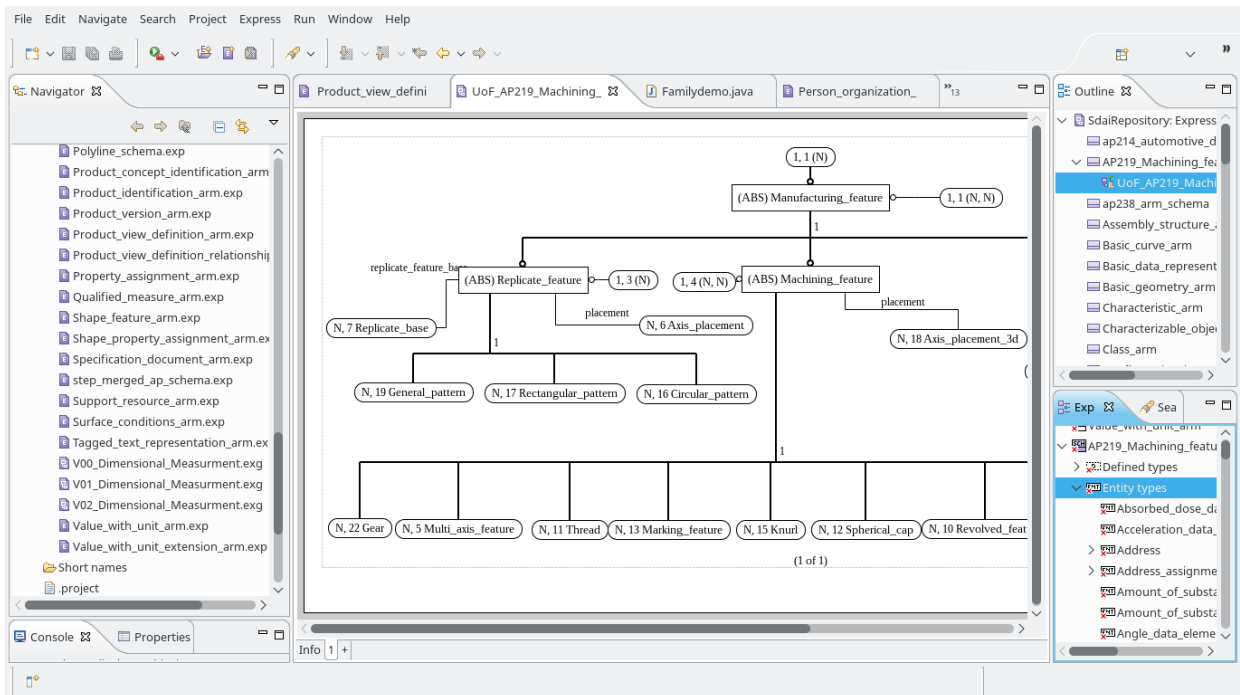 File Edit Navigate Search Project Express Run Window Help
Navigator
Polyline_schema.exp
Product_concept_identification_arm
Product_identification_arm.exp
Product_version_arm.exp
Product_view_definition_arm.exp
Product_view_definition_relationship
Property_assignment_arm.exp
Qualified_measure_arm.exp
Shape_feature_arm.exp
Shape_property_assignment_arm.ex
Specification_document_arm.exp
step_merged_ap_schema.exp
Support_resource_arm.exp
Surface_conditions_arm.exp
Tagged_text_representation_arm.ex
V00_Dimensional_Measurment.exg
V01_Dimensional_Measurment.exg
V02_Dimensional_Measurment.exg
Value_with_unit_arm.exp
Value_with_unit_extension_arm.exp
Short names
.project
Console Properties
Product_view_defini UoF_AP219_Machining_ Familydemo.java Person_organization_ »13
1, 1 (N)
(ABS) Manufacturing_feature 1, 1 (N, N)
1
replicate_feature_base
(ABS) Replicate_feature 1, 3 (N) 1, 4 (N, N) (ABS) Machining_feature
placement placement
N, 7 Replicate_base N, 6 Axis_placement N, 18 Axis_placement_3d
1
N, 19 General_pattern N, 17 Rectangular_pattern N, 16 Circular_pattern
1
N, 22 Gear N, 5 Multi_axis_feature N, 11 Thread N, 13 Marking_feature N, 15 Knurl N, 12 Spherical_cap N, 10 Revolved_feat
(1 of 1)
Info 1 +
Outline
SdaiRepository: Express
ap214_automotive_d
AP219_Machining_fea
UoF_AP219_Machi
ap238_arm_schema
Assembly_structure_a
Basic_curve_arm
Basic_data_represent
Basic_geometry_arm
Characteristic_arm
Characterizable_objec
Class_arm
Exp Sea
Value_with_unit_arm
AP219_Machining_featu
Defined types
Entity types
Absorbed_dose_da
Acceleration_data_
Address
Address_assignme
Amount_of_substa
Amount_of_substa
Angle_data_eleme